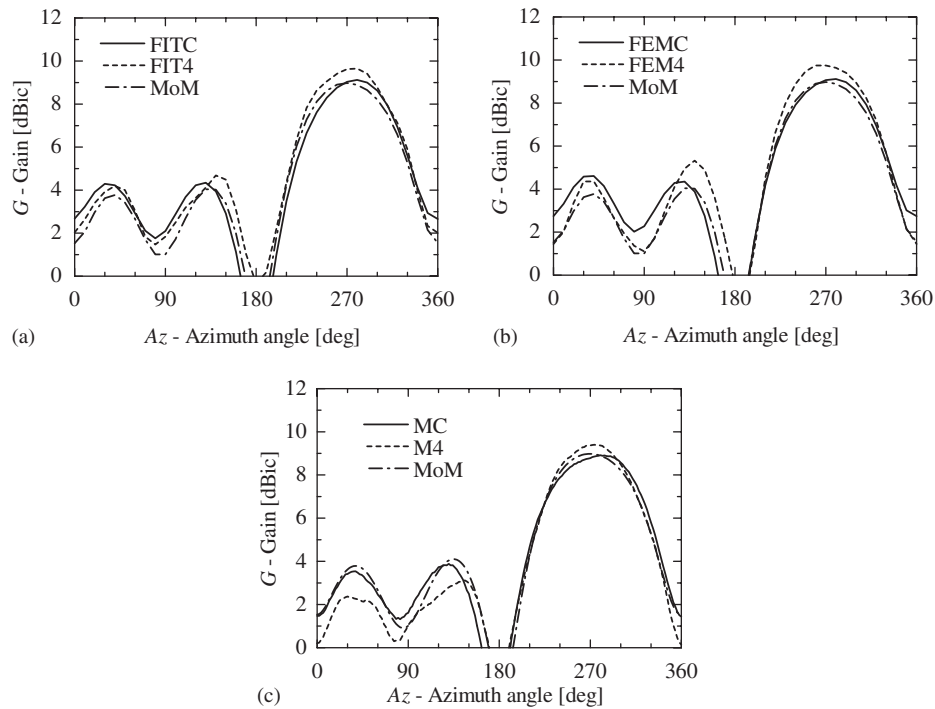 12
10
8
6
4
2
0
G - Gain [dBic]
FITC
FIT4
MoM
0 90 180 270 360
Az - Azimuth angle [deg]
(a)
12
10
8
6
4
2
0
G - Gain [dBic]
FEMC
FEM4
MoM
0 90 180 270 360
Az - Azimuth angle [deg]
(b)
12
10
8
6
4
2
0
G - Gain [dBic]
MC
M4
MoM
0 90 180 270 360
Az - Azimuth angle [deg]
(c)